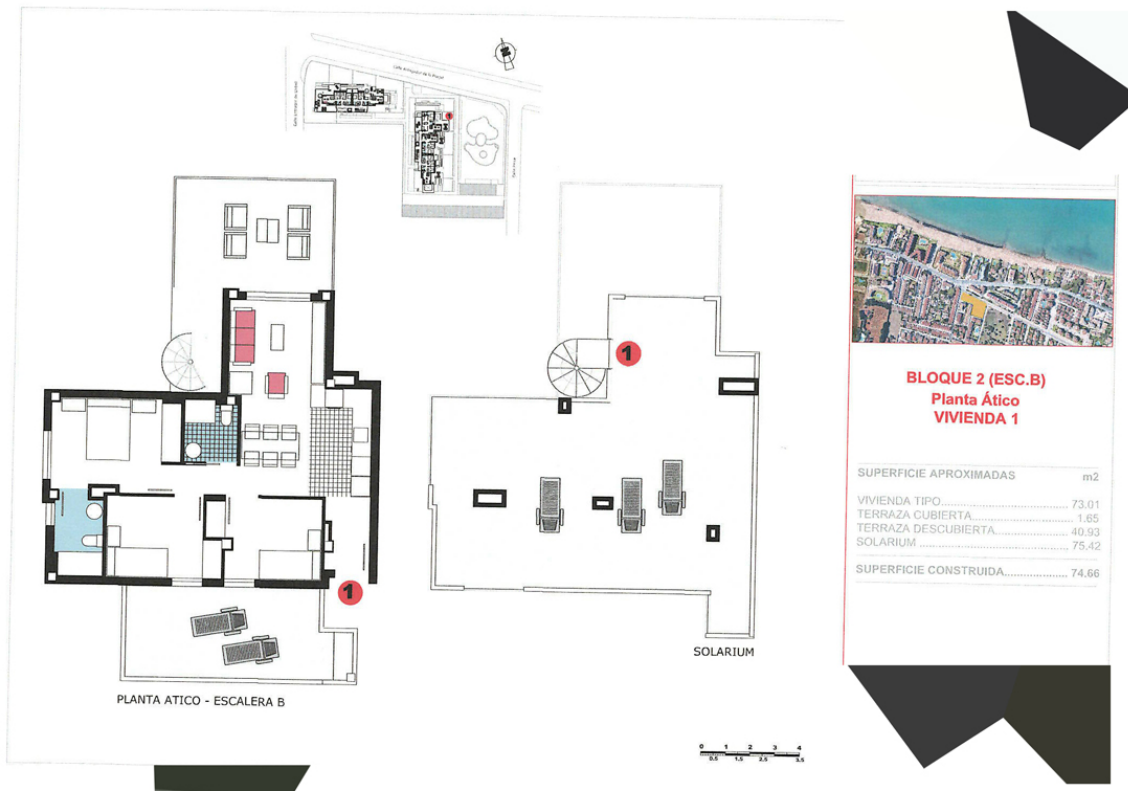 1
1
1
BLOQUE 2 (ESC.B)
Planta Ático
VIVIENDA 1
SUPERFICIE APROXIMADAS m2
VIVIENDA TIPO 73.01
TERRAZA CUBIERTA 1.65
TERRAZA DESCUBIERTA 40.93
SOLARIUM 75.42
SUPERFICIE CONSTRUIDA 74.66
SOLARIUM
PLANTA ATICO - ESCALERA B
0 1 2 3 4
0.5 1.5 2.5 3.5